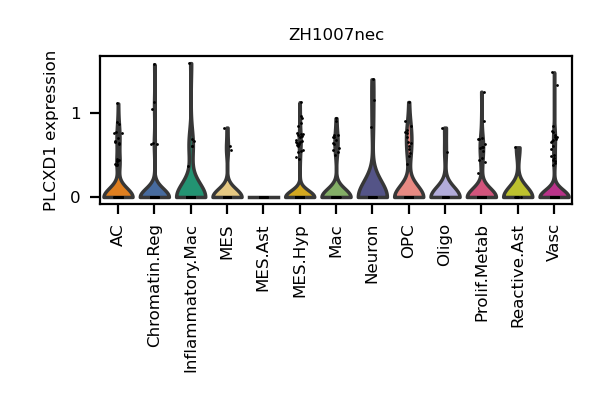 ZH1007nec
PLCXD1 expression
1
0
AC
Chromatin.Reg
Inflammatory.Mac
MES
MES.Ast
MES.Hyp
Mac
Neuron
OPC
Oligo
Prolif.Metab
Reactive.Ast
Vasc